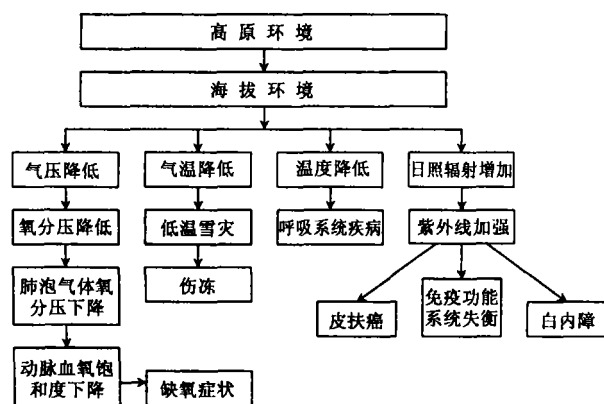 高原环境
海拔环境
气压降低
气温降低
温度降低
日照辐射增加
氧分压降低
低温雪灾
呼吸系统疾病
紫外线加强
肺泡气体氧
分压下降
伤冻
皮扶癌
免疫功能
系统失衡
白内障
动脉血氧饱
和度下降
缺氧症状